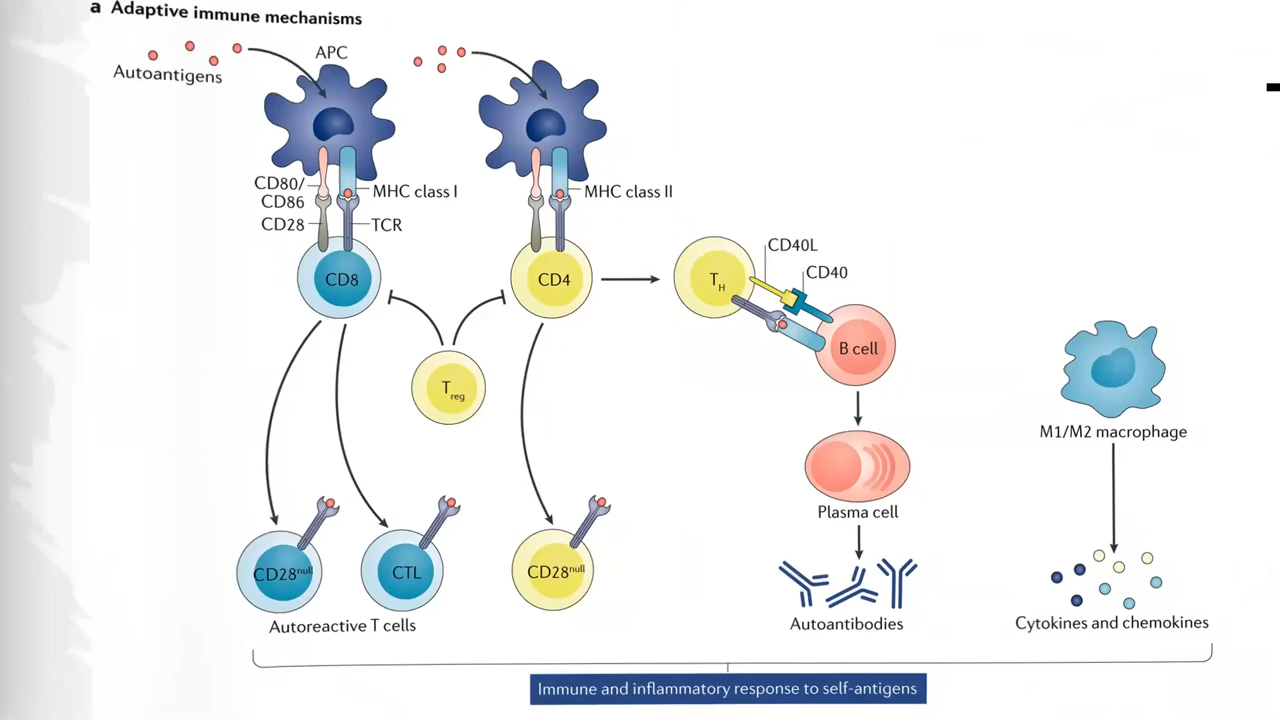 a Adaptive immune mechanisms
Autoantigens
APC
CD80/
CD86
MHC class I
CD28
TCR
MHC class II
CD8
CD4
T reg
T H
CD40L
CD40
B cell
M1/M2 macrophage
Plasma cell
CD28null
CTL
CD28null
Autoreactive T cells
Autoantibodies
Cytokines and chemokines
Immune and inflammatory response to self-antigens